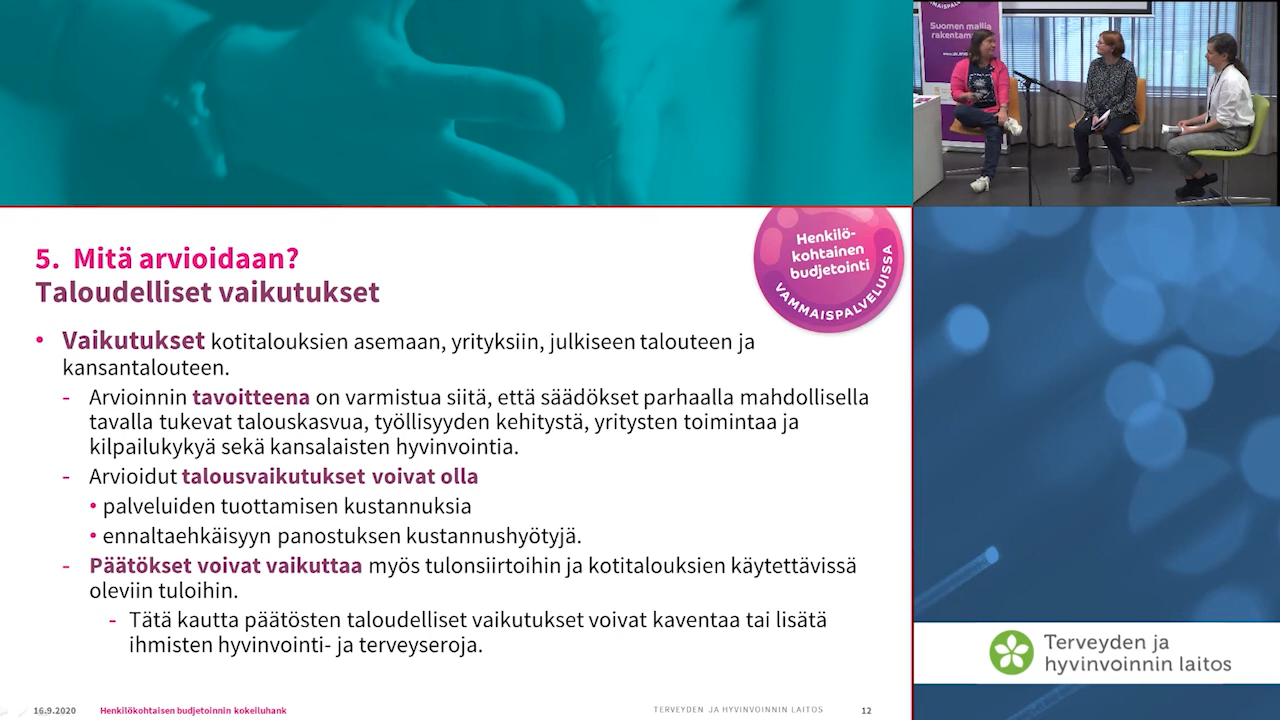 Suomen mallia
Henkilö-
kohtainen
budjetointi
VAMMAISPALVELUISSA
5. Mitä arvioidaan?
Taloudelliset vaikutukset
• Vaikutukset kotitalouksien asemaan, yrityksiin, julkiseen talouteen ja
kansantalouteen.
- Arvioinnin tavoitteena on varmistua siitä, että säädökset parhaalla mahdollisella
tavalla tukevat talouskasvua, työllisyyden kehitystä, yritysten toimintaa ja
kilpailukykyä sekä kansalaisten hyvinvointia.
- Arvioidut talousvaikutukset voivat olla
• palveluiden tuottamisen kustannuksia
• ennaltaehkäisyyn panostuksen kustannushyötyjä.
- Päätökset voivat vaikuttaa myös tulonsiirtoihin ja kotitalouksien käytettävissä
oleviin tuloihin.
- Tätä kautta päätösten taloudelliset vaikutukset voivat kaventaa tai lisätä
ihmisten hyvinvointi- ja terveyseroja.
Terveyden ja
hyvinvoinnin laitos
16.9.2020 Henkilökohtaisen budjetoinnin kokeiluhank TERVEYDEN JA HYVINVOINNIN LAITOS 12